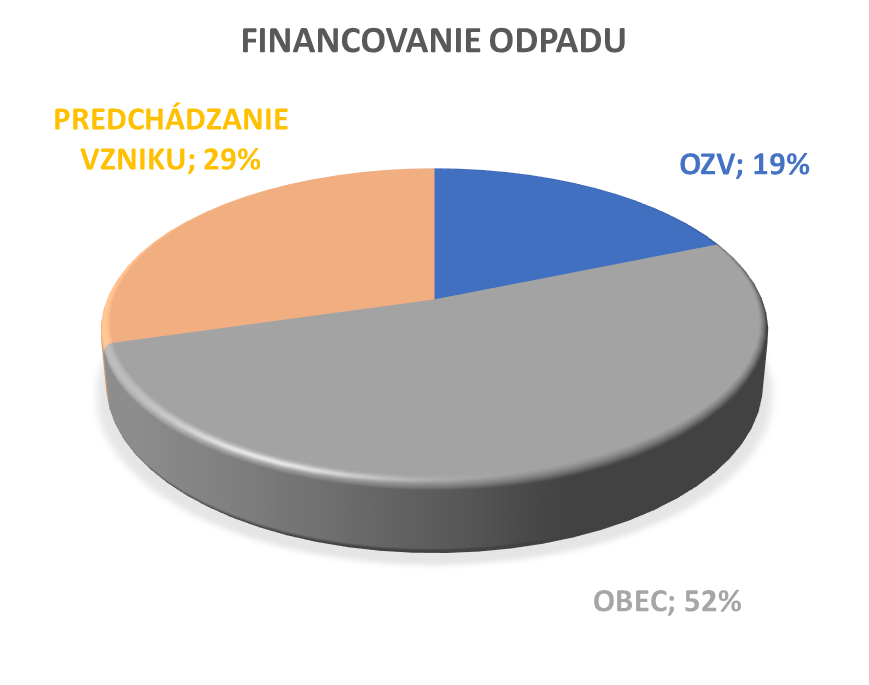 FINANCOVANIE ODPADU
PREDCHÁDZANIE
VZNIKU; 29%
OZV; 19%
OBEC; 52%